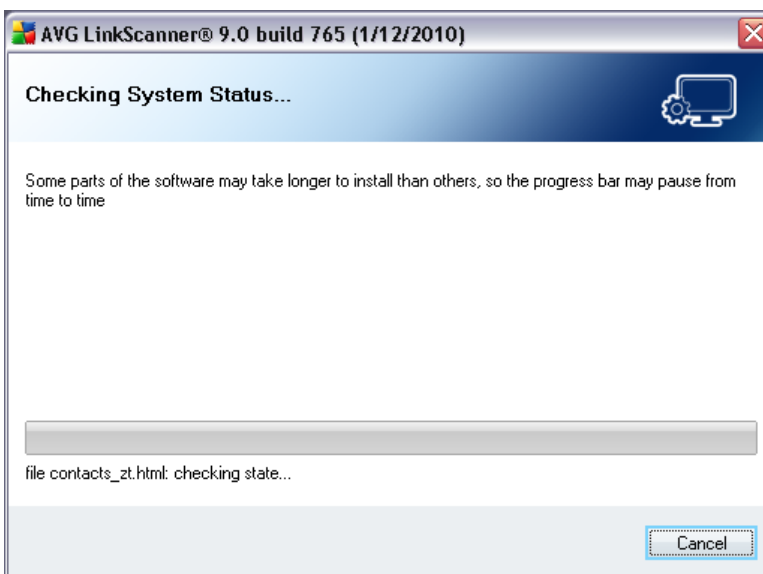 AVG LinkScanner® 9.0 build 765 (1/12/2010)
Checking System Status...
Some parts of the software may take longer to install than others, so the progress bar may pause from
time to time
file contacts_zt.html: checking state...
Cancel